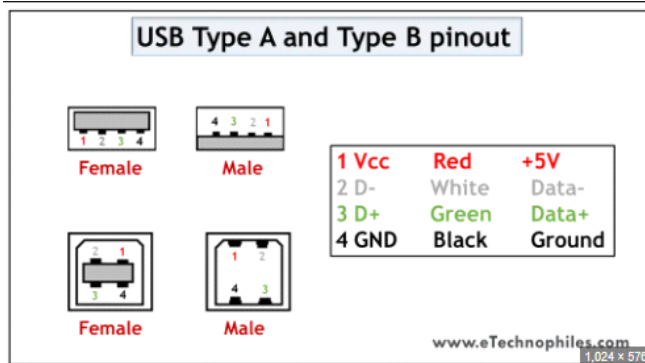 USB Type A and Type B pinout
1 2 3 4
Female
4 3 2 1
Male
1 Vcc Red +5V
2 D- White Data-
3 D+ Green Data+
4 GND Black Ground
2 1
3 4
Female
1 2
4 3
Male
www.eTechnophiles.com
1,024 × 576